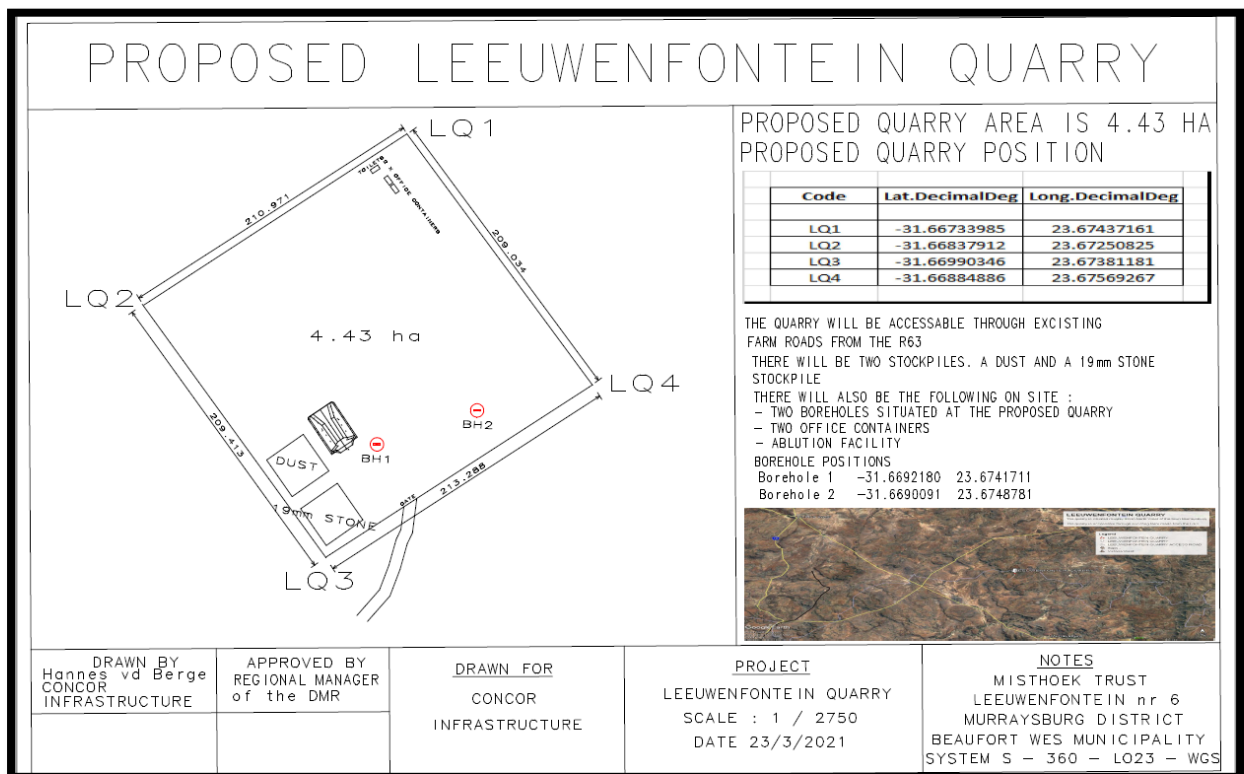 PROPOSED LEEUWENFONTEIN QUARRY
LQ1
TOILETS
2 X OFFICE CONTAINERS
210.971
209.034
LQ2
4.43 ha
LQ4
BH2
BH1
209.413
DUST
19mm STONE
213.288
GATE
LQ3
PROPOSED QUARRY AREA IS 4.43 HA
PROPOSED QUARRY POSITION
Code Lat.DecimalDeg Long.DecimalDeg
LQ1 -31.66733985 23.67437161
LQ2 -31.66837912 23.67250825
LQ3 -31.66990346 23.67381181
LQ4 -31.66884886 23.67569267
THE QUARRY WILL BE ACCESSABLE THROUGH EXCISTING
FARM ROADS FROM THE R63
THERE WILL BE TWO STOCKPILES. A DUST AND A 19mm STONE
STOCKPILE
THERE WILL ALSO BE THE FOLLOWING ON SITE :
- TWO BOREHOLES SITUATED AT THE PROPOSED QUARRY
- TWO OFFICE CONTAINERS
- ABLUTION FACILITY
BOREHOLE POSITIONS
Borehole 1 -31.6692180 23.6741711
Borehole 2 -31.6690091 23.6748781
LEEUWENFONTEIN QUARRY
Google Earth
DRAWN BY
Hannes vd Berge
CONCOR
INFRASTRUCTURE
APPROVED BY
REGIONAL MANAGER
of the DMR
DRAWN FOR
CONCOR
INFRASTRUCTURE
PROJECT
LEEUWENFONTEIN QUARRY
SCALE : 1 / 2750
DATE 23/3/2021
NOTES
MISTHOEK TRUST
LEEUWENFONTEIN nr 6
MURRAYSBURG DISTRICT
BEAUFORT WES MUNICIPALITY
SYSTEM S - 360 - LO23 - WGS